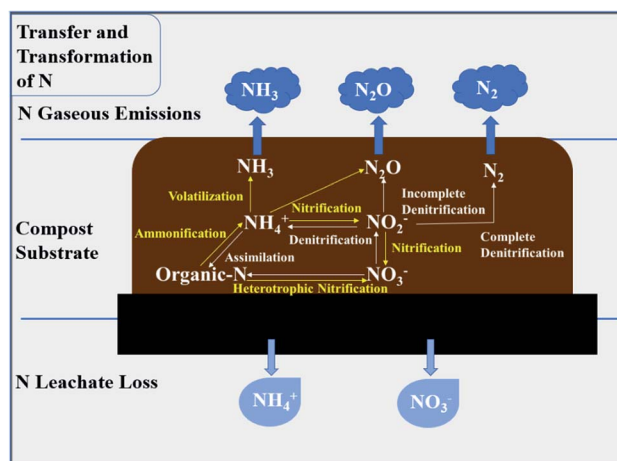 Transfer and
Transformation
of N
NH₃
N₂O
N₂
N Gaseous Emissions
NH₃
N₂O
N₂
Volatilization
Incomplete
Denitrification
Nitrification
NH₄⁺
NO₂⁻
Ammonification
Denitrification
Nitrification
Complete
Denitrification
Compost
Substrate
Assimilation
Organic-N
NO₃⁻
Heterotrophic Nitrification
N Leachate Loss
NH₄⁺
NO₃⁻